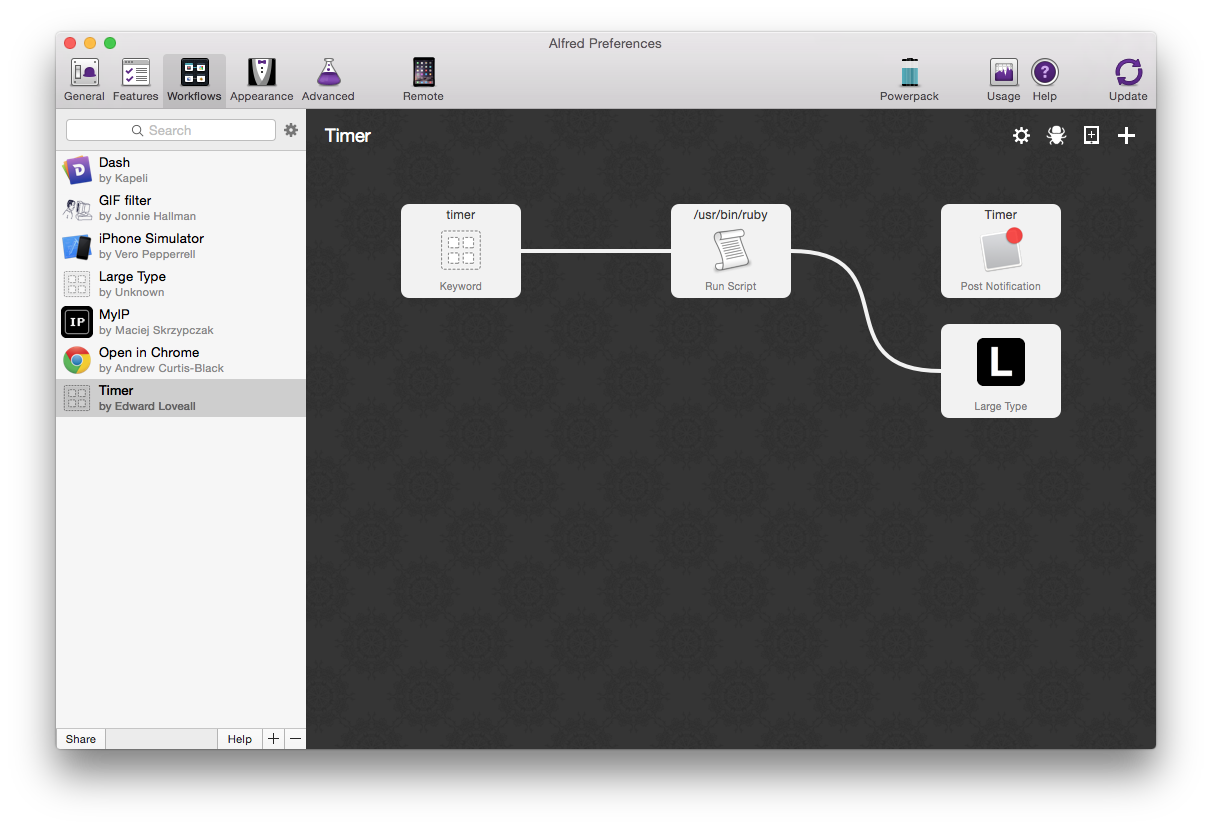 Alfred Preferences
General Features Workflows Appearance Advanced Remote Powerpack Usage Help Update
Search
Timer
Dash
by Kapeli
GIF filter
by Jonnie Hallman
iPhone Simulator
by Vero Pepperrell
Large Type
by Unknown
IP
MyIP
by Maciej Skrzypczak
Open in Chrome
by Andrew Curtis-Black
Timer
by Edward Loveall
timer
Keyword
/usr/bin/ruby
Run Script
Timer
Post Notification
L
Large Type
Share
Help